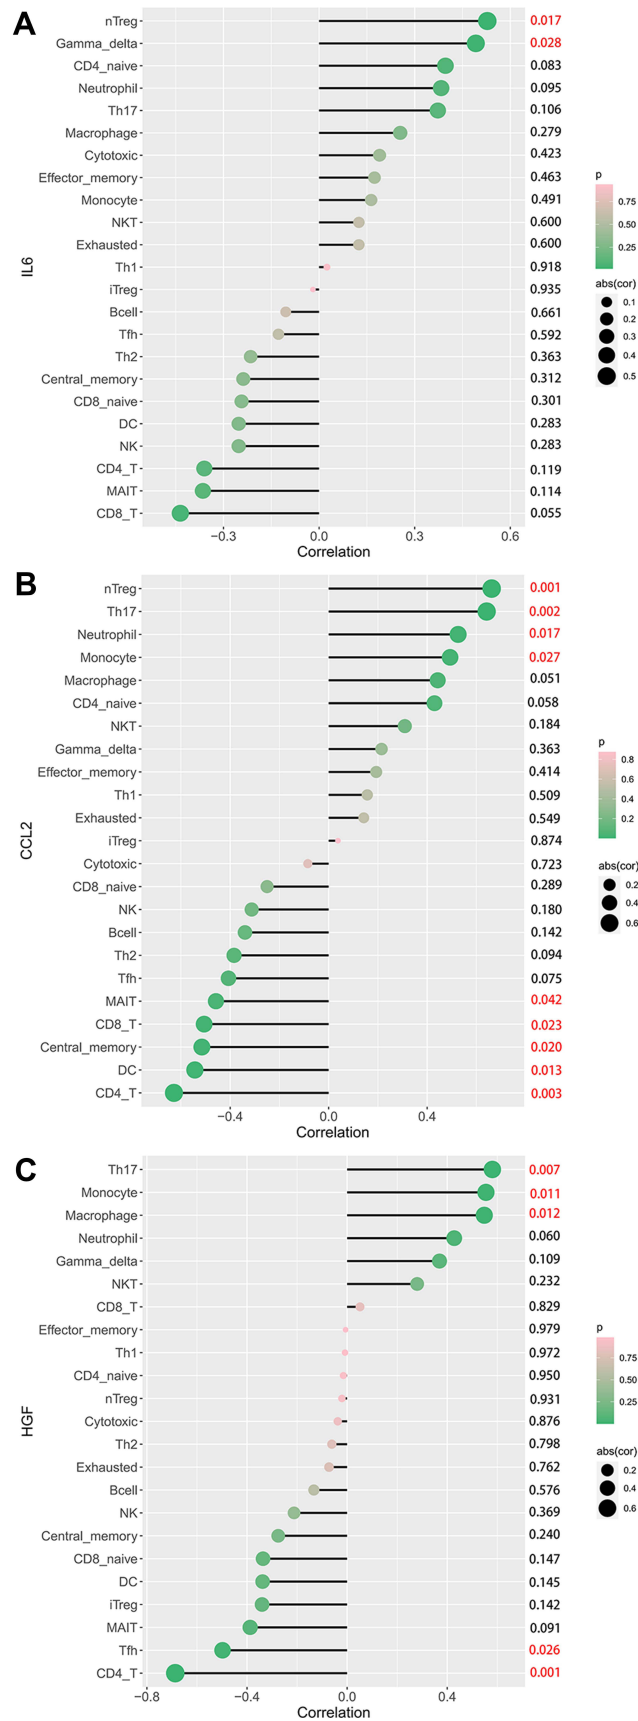 A
nTreg 0.017
Gamma_delta 0.028
CD4_naive 0.083
Neutrophil 0.095
Th17 0.106
Macrophage 0.279
Cytotoxic 0.423
Effector_memory 0.463
Monocyte 0.491
NKT 0.600
Exhausted 0.600
Th1 0.918
iTreg 0.935
Bcell 0.661
Tfh 0.592
Th2 0.363
Central_memory 0.312
CD8_naive 0.301
DC 0.283
NK 0.283
CD4_T 0.119
MAIT 0.114
CD8_T 0.055
IL6
−0.3 0.0 0.3 0.6
Correlation
p
0.75
0.25
abs(cor)
0.1
0.2
0.3
0.4
0.5
B
nTreg 0.001
Th17 0.002
Neutrophil 0.017
Monocyte 0.027
Macrophage 0.051
CD4_naive 0.058
NKT 0.184
Gamma_delta 0.363
Effector_memory 0.414
Th1 0.509
Exhausted 0.549
iTreg 0.874
Cytotoxic 0.723
CD8_naive 0.289
NK 0.180
Bcell 0.142
Th2 0.094
Tfh 0.075
MAIT 0.042
CD8_T 0.023
Central_memory 0.020
DC 0.013
CD4_T 0.003
CCL2
−0.4 0.0 0.4
Correlation
p
0.8
0.6
0.4
0.2
abs(cor)
0.2
0.4
0.6
C
Th17 0.007
Monocyte 0.011
Macrophage 0.012
Neutrophil 0.060
Gamma_delta 0.109
NKT 0.232
CD8_T 0.829
Effector_memory 0.979
Th1 0.972
CD4_naive 0.950
nTreg 0.931
Cytotoxic 0.876
Th2 0.798
Exhausted 0.762
Bcell 0.576
NK 0.369
Central_memory 0.240
CD8_naive 0.147
DC 0.145
iTreg 0.142
MAIT 0.091
Tfh 0.026
CD4_T 0.001
HGF
−0.8 −0.4 0.0 0.4
Correlation
p
0.75
0.50
0.25
abs(cor)
0.2
0.4
0.6